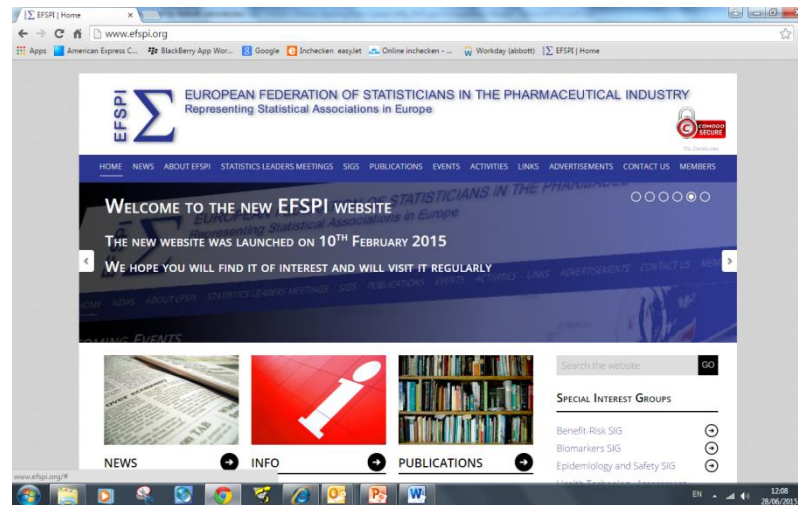 EFSPI | Home
www.efspi.org
Apps American Express C... BlackBerry App Wor... Google Inchecken easyJet Online inchecken - ... Workday (abbott) EFSPI | Home
EFSPI
EUROPEAN FEDERATION OF STATISTICIANS IN THE PHARMACEUTICAL INDUSTRY
Representing Statistical Associations in Europe
COMODO
SECURE
HOME NEWS ABOUT EFSPI STATISTICS LEADERS MEETINGS SIGS PUBLICATIONS EVENTS ACTIVITIES LINKS ADVERTISEMENTS CONTACT US MEMBERS
WELCOME TO THE NEW EFSPI WEBSITE
THE NEW WEBSITE WAS LAUNCHED ON 10TH FEBRUARY 2015
WE HOPE YOU WILL FIND IT OF INTEREST AND WILL VISIT IT REGULARLY
Search the website GO
SPECIAL INTEREST GROUPS
Benefit-Risk SIG
Biomarkers SIG
Epidemiology and Safety SIG
NEWS INFO PUBLICATIONS
www.efspi.org/#
EN 12:08
28/06/2015